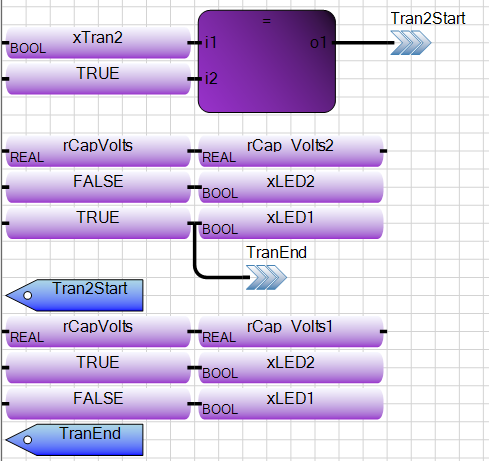 Tran2Start
=
xTran2
BOOL
i1
o1
TRUE
i2
rCapVolts
REAL
rCap_Volts2
REAL
FALSE
xLED2
BOOL
TRUE
xLED1
BOOL
TranEnd
Tran2Start
rCapVolts
REAL
rCap_Volts1
REAL
TRUE
xLED2
BOOL
FALSE
xLED1
BOOL
TranEnd